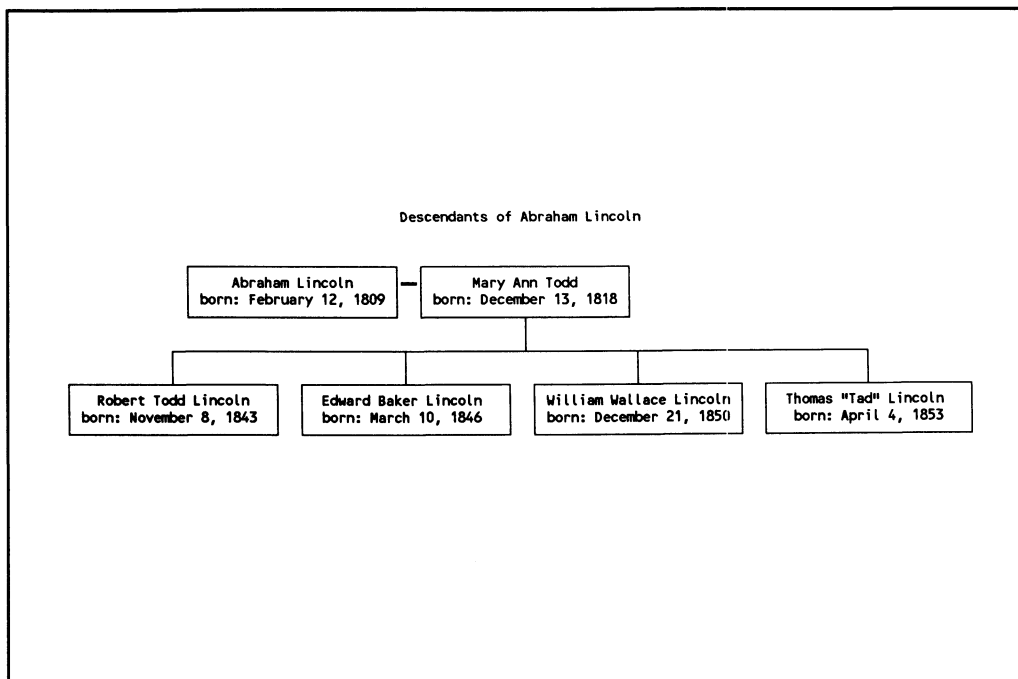 Descendants of Abraham Lincoln
Abraham Lincoln
born: February 12, 1809
Mary Ann Todd
born: December 13, 1818
Robert Todd Lincoln
born: November 8, 1843
Edward Baker Lincoln
born: March 10, 1846
William Wallace Lincoln
born: December 21, 1850
Thomas "Tad" Lincoln
born: April 4, 1853